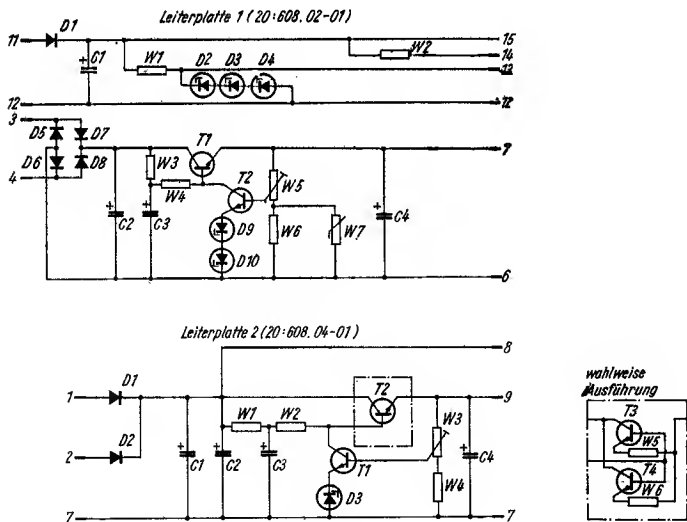 Leiterplatte 1 (20:608.02-01)
11 D1 15
+ C1 W2 14
W1 13
D2 D3 D4
12 12
3
D5 D7 T1 7
D6 D8 W3
4 W4 T2 W5
+ C2 + C3 D9 W6 W7 + C4
D10
6
Leiterplatte 2 (20:608.04-01)
8
1 D1 T2 9
D2 W1 W2 W3
2 + C1 + C2 + C3 T1 W4 + C4
D3
7 7
wahlweise
Ausführung
T3
W5
T4
W6